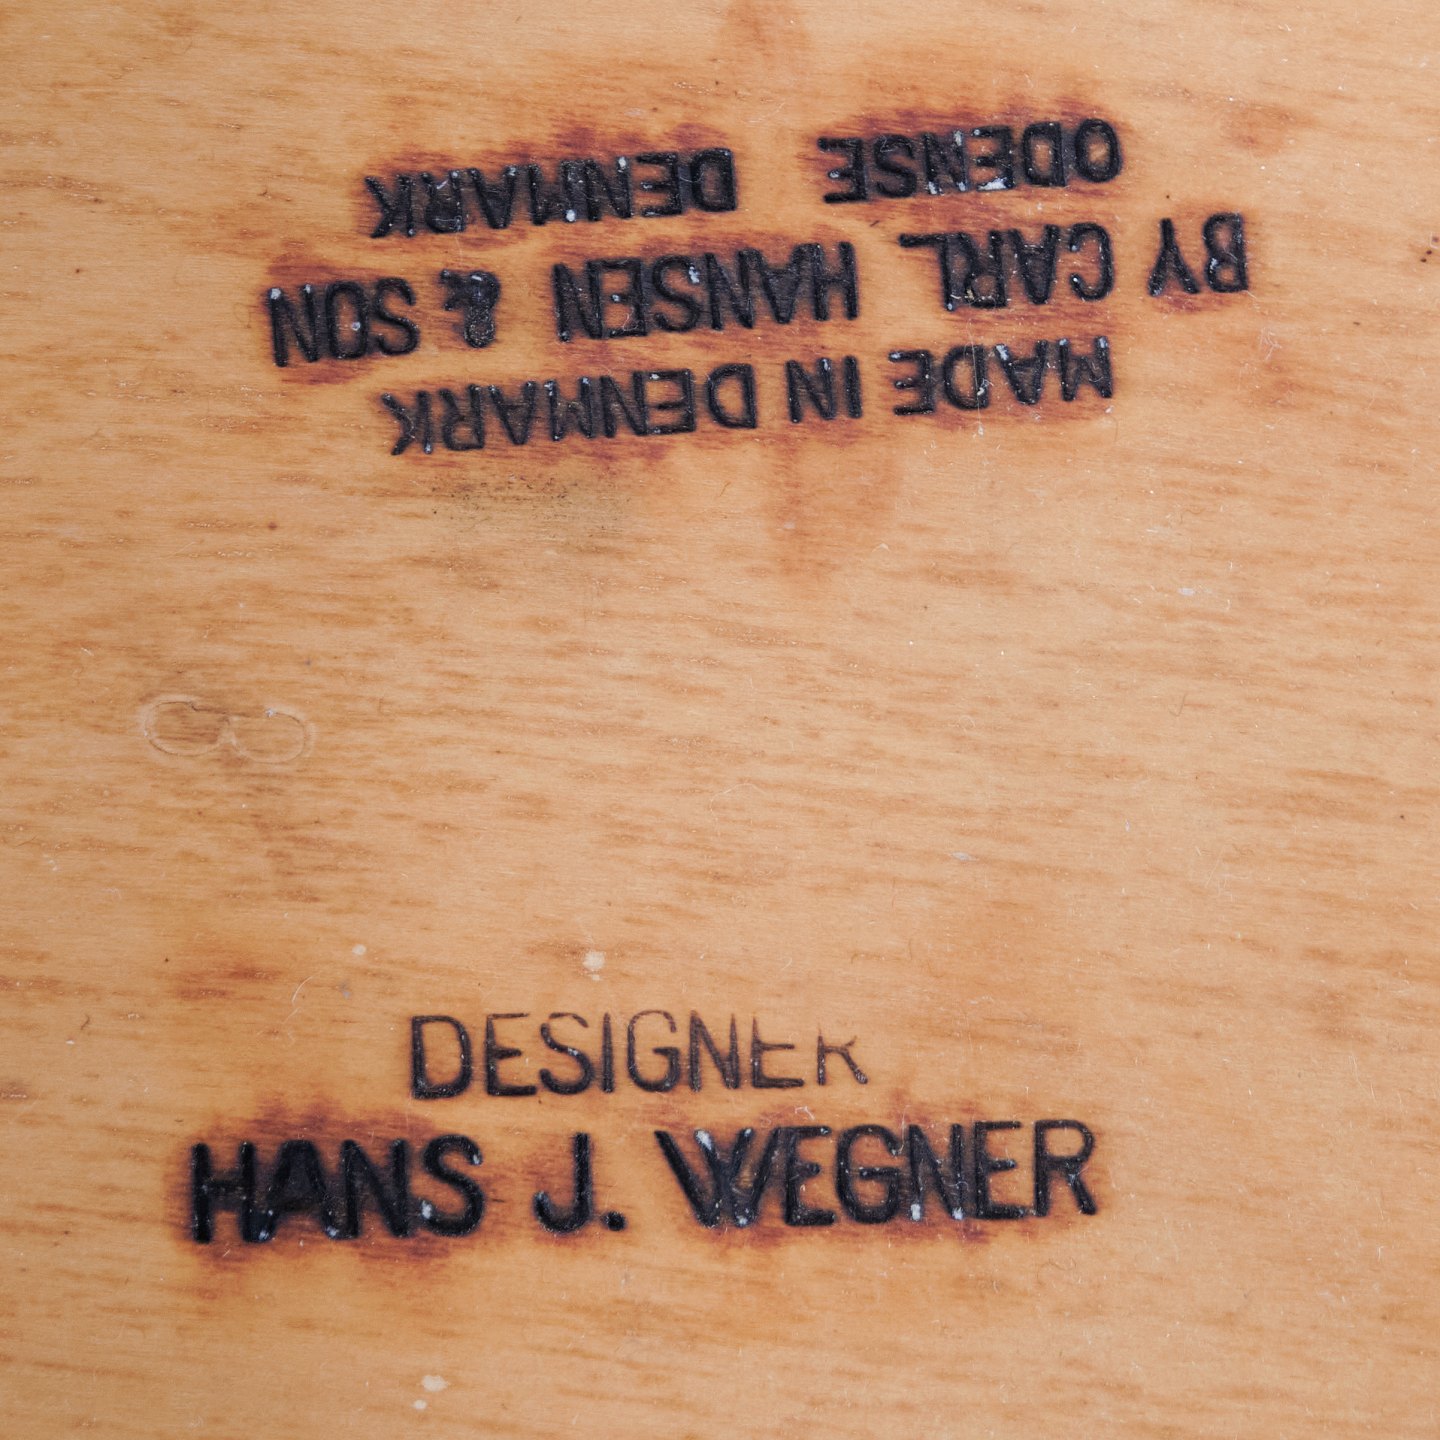 MADE IN DENMARK
BY CARL HANSEN & SON
ODENSE DENMARK
DESIGNER
HANS J. WEGNER